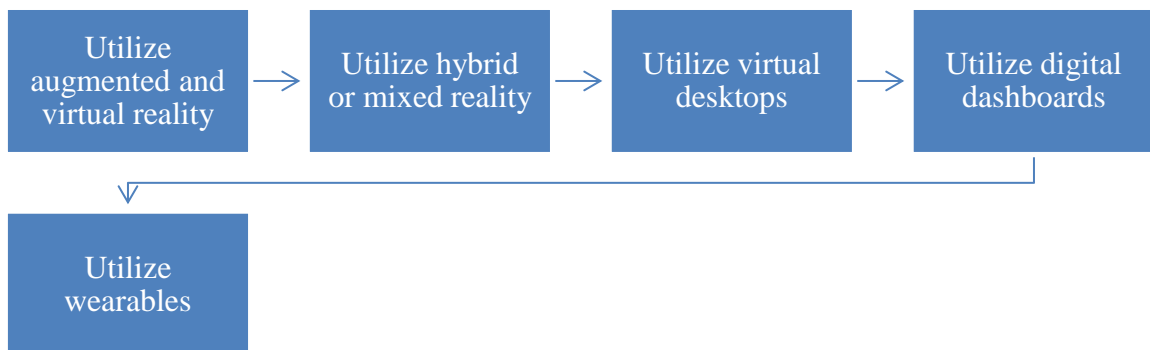 Utilize
augmented and
virtual reality
Utilize hybrid
or mixed reality
Utilize virtual
desktops
Utilize digital
dashboards
Utilize
wearables